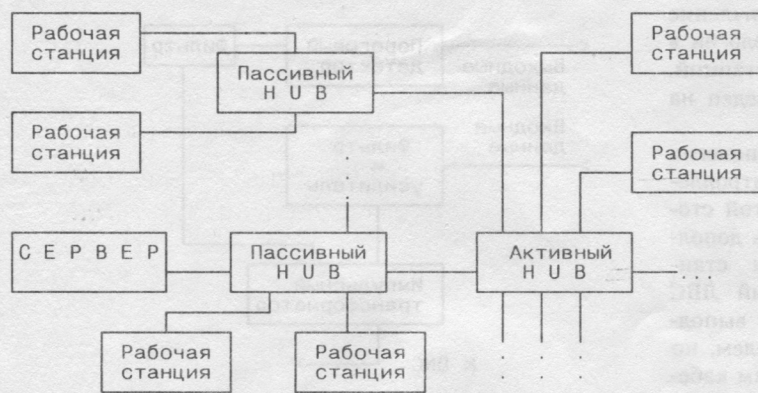 Рабочая
станция
Рабочая
станция
Пассивный
H U B
Рабочая
станция
Рабочая
станция
С Е Р В Е Р
Пассивный
H U B
Активный
H U B
Рабочая
станция
Рабочая
станция